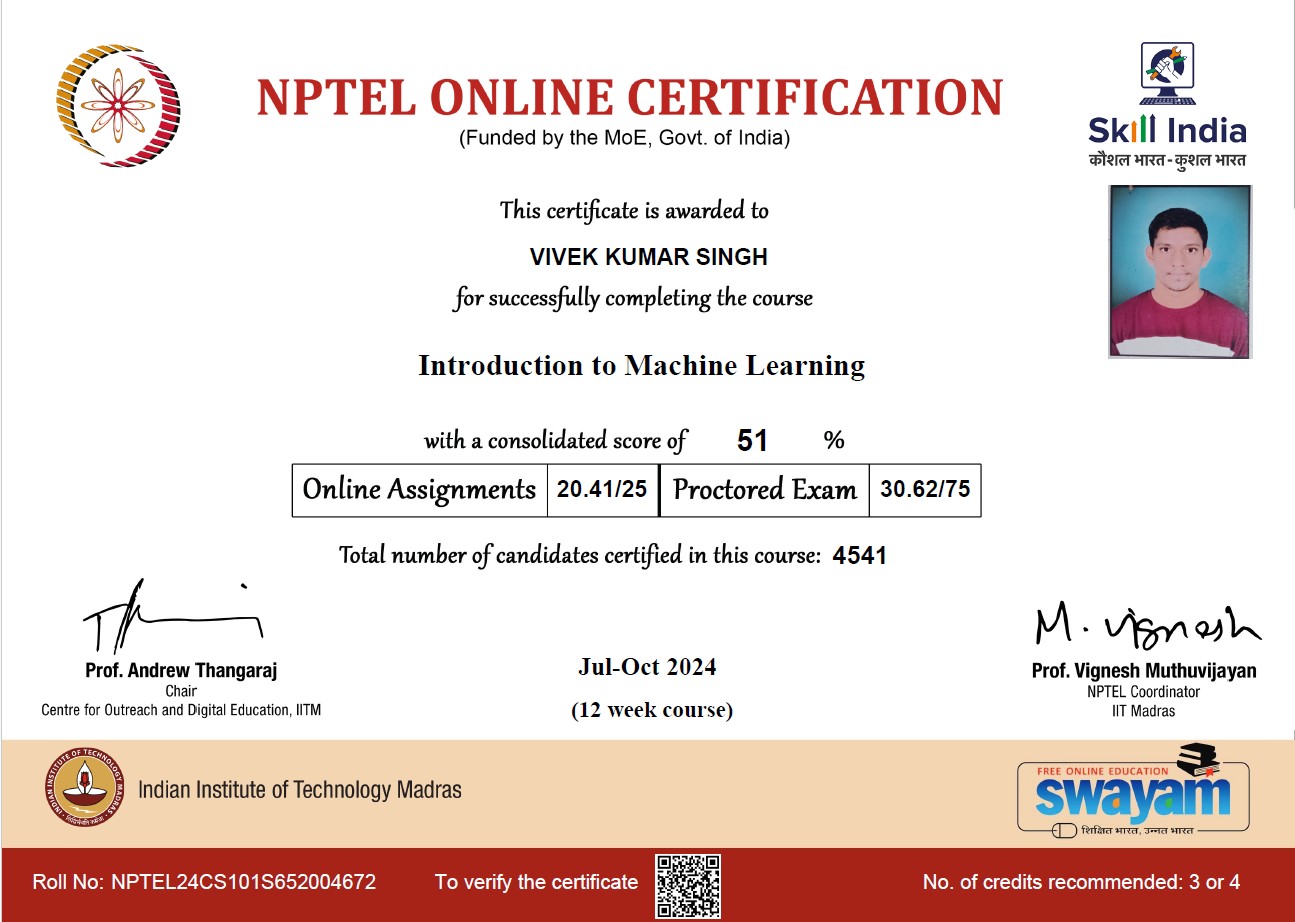 NPTEL ONLINE CERTIFICATION
(Funded by the MoE, Govt. of India)
Skill India
कौशल भारत - कुशल भारत
This certificate is awarded to
VIVEK KUMAR SINGH
for successfully completing the course
Introduction to Machine Learning
with a consolidated score of 51 %
Online Assignments 20.41/25 Proctored Exam 30.62/75
Total number of candidates certified in this course: 4541
M. Vignesh
Prof. Andrew Thangaraj
Chair
Centre for Outreach and Digital Education, IITM
Jul-Oct 2024
(12 week course)
Prof. Vignesh Muthuvijayan
NPTEL Coordinator
IIT Madras
INDIAN INSTITUTE OF TECHNOLOGY MADRAS
Indian Institute of Technology Madras
FREE ONLINE EDUCATION
swayam
शिक्षित भारत, उन्नत भारत
Roll No: NPTEL24CS101S652004672
To verify the certificate
No. of credits recommended: 3 or 4